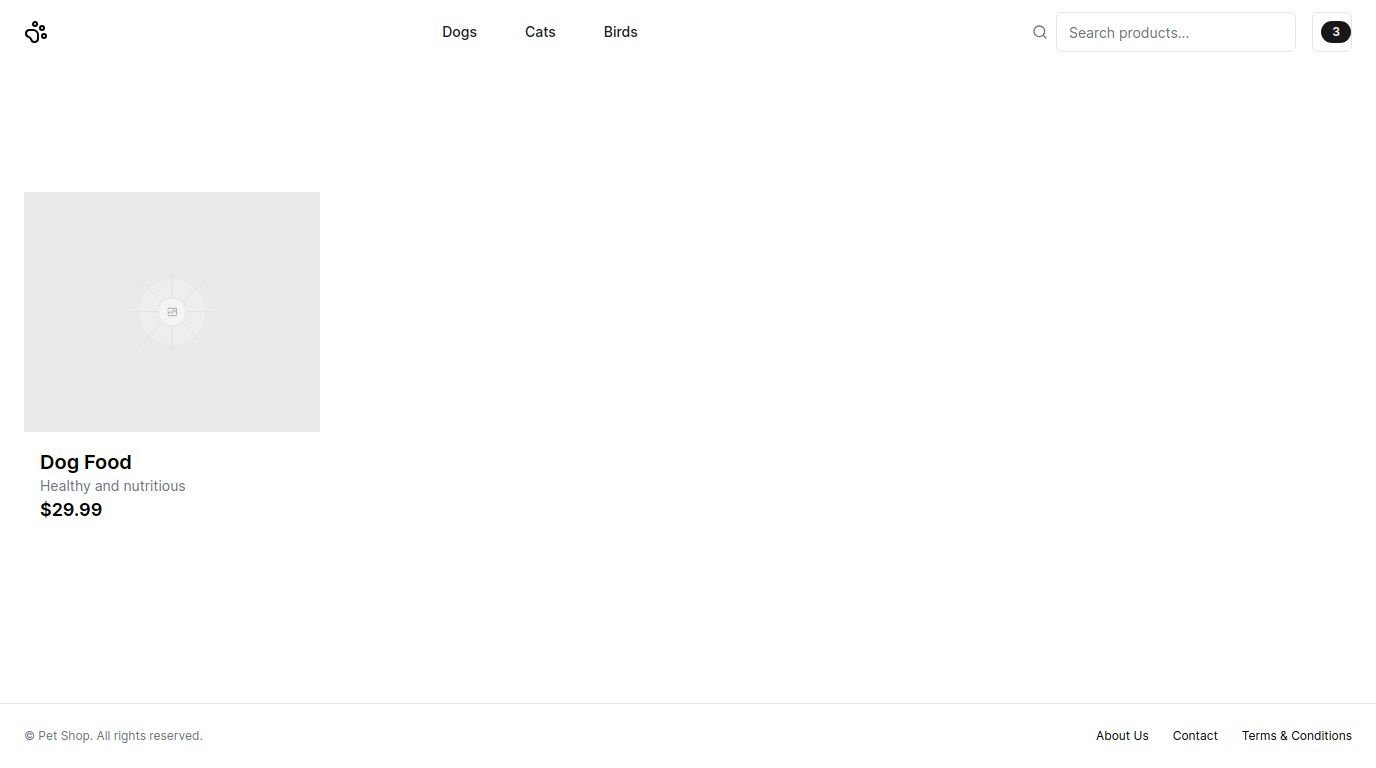 Dogs
Cats
Birds
Search products...
3
Dog Food
Healthy and nutritious
$29.99
© Pet Shop. All rights reserved.
About Us
Contact
Terms & Conditions